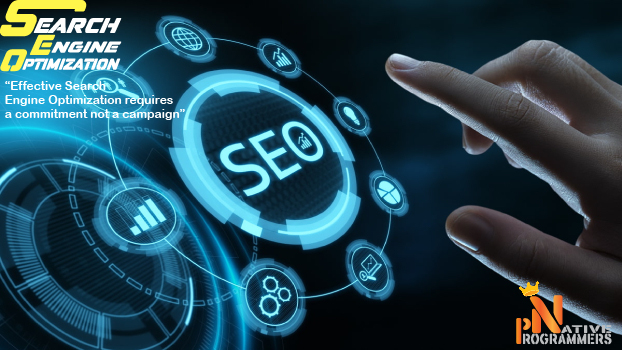 SEARCH
ENGINE
OPTIMIZATION
“Effective Search
Engine Optimization requires
a commitment not a campaign”
SEO
NATIVE
PROGRAMMERS